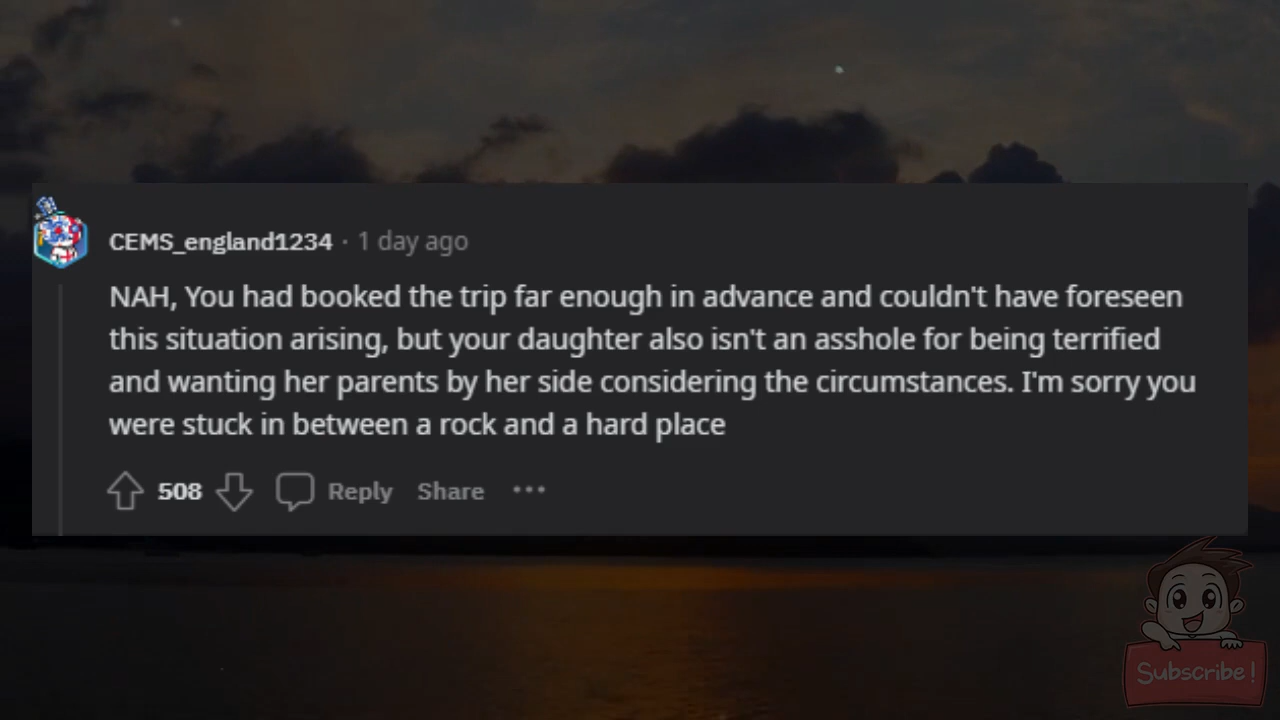 CEMS_england1234 · 1 day ago
NAH, You had booked the trip far enough in advance and couldn't have foreseen
this situation arising, but your daughter also isn't an asshole for being terrified
and wanting her parents by her side considering the circumstances. I'm sorry you
were stuck in between a rock and a hard place
508 Reply Share ···
Subscribe!